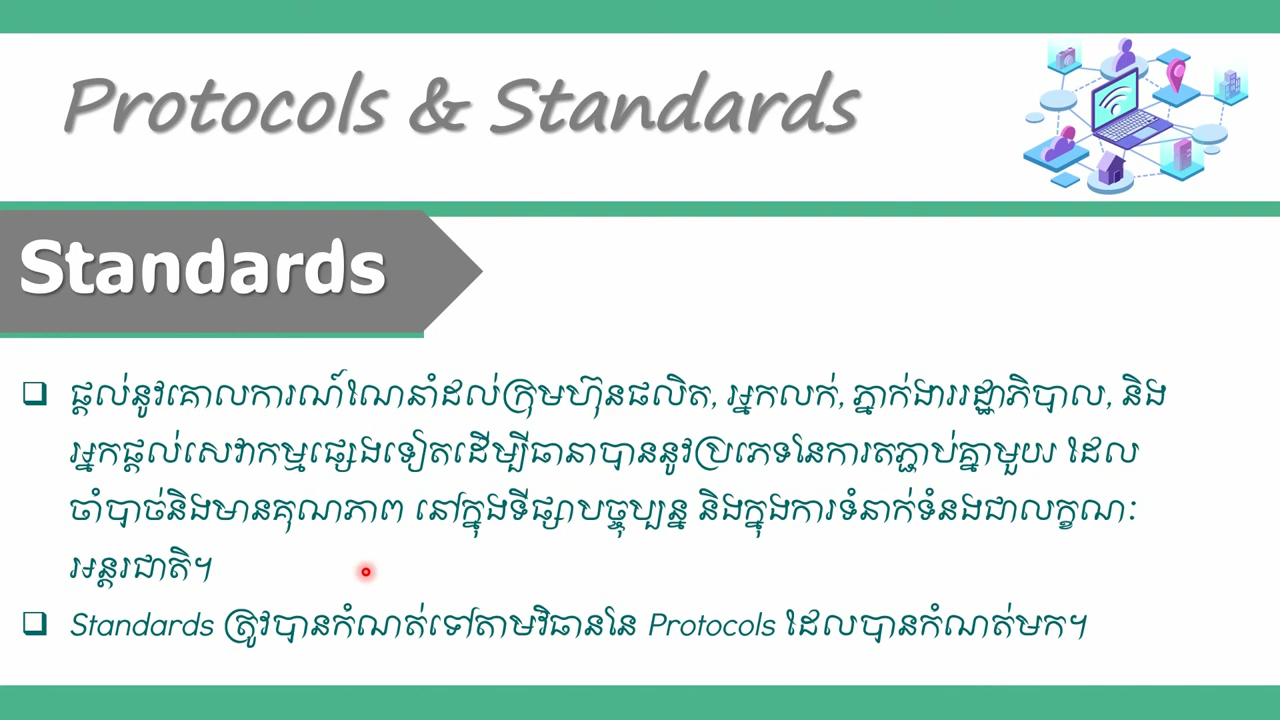 Protocols & Standards
Standards
❑ ផ្តល់នូវគោលការណ៍ណែនាំដល់ក្រុមហ៊ុនផលិត, អ្នកលក់, ភ្នាក់ងាររដ្ឋាភិបាល, និង
អ្នកផ្តល់សេវាកម្មផ្សេងទៀតដើម្បីធានាបាននូវប្រភេទនៃការតភ្ជាប់គ្នាមួយ ដែល
ចាំបាច់និងមានគុណភាព នៅក្នុងទីផ្សាបច្ចុប្បន្ន និងក្នុងការទំនាក់ទំនងជាលក្ខណៈ
អន្តរជាតិ។
❑ Standards ត្រូវបានកំណត់ទៅតាមវិធាននៃ Protocols ដែលបានកំណត់មក។